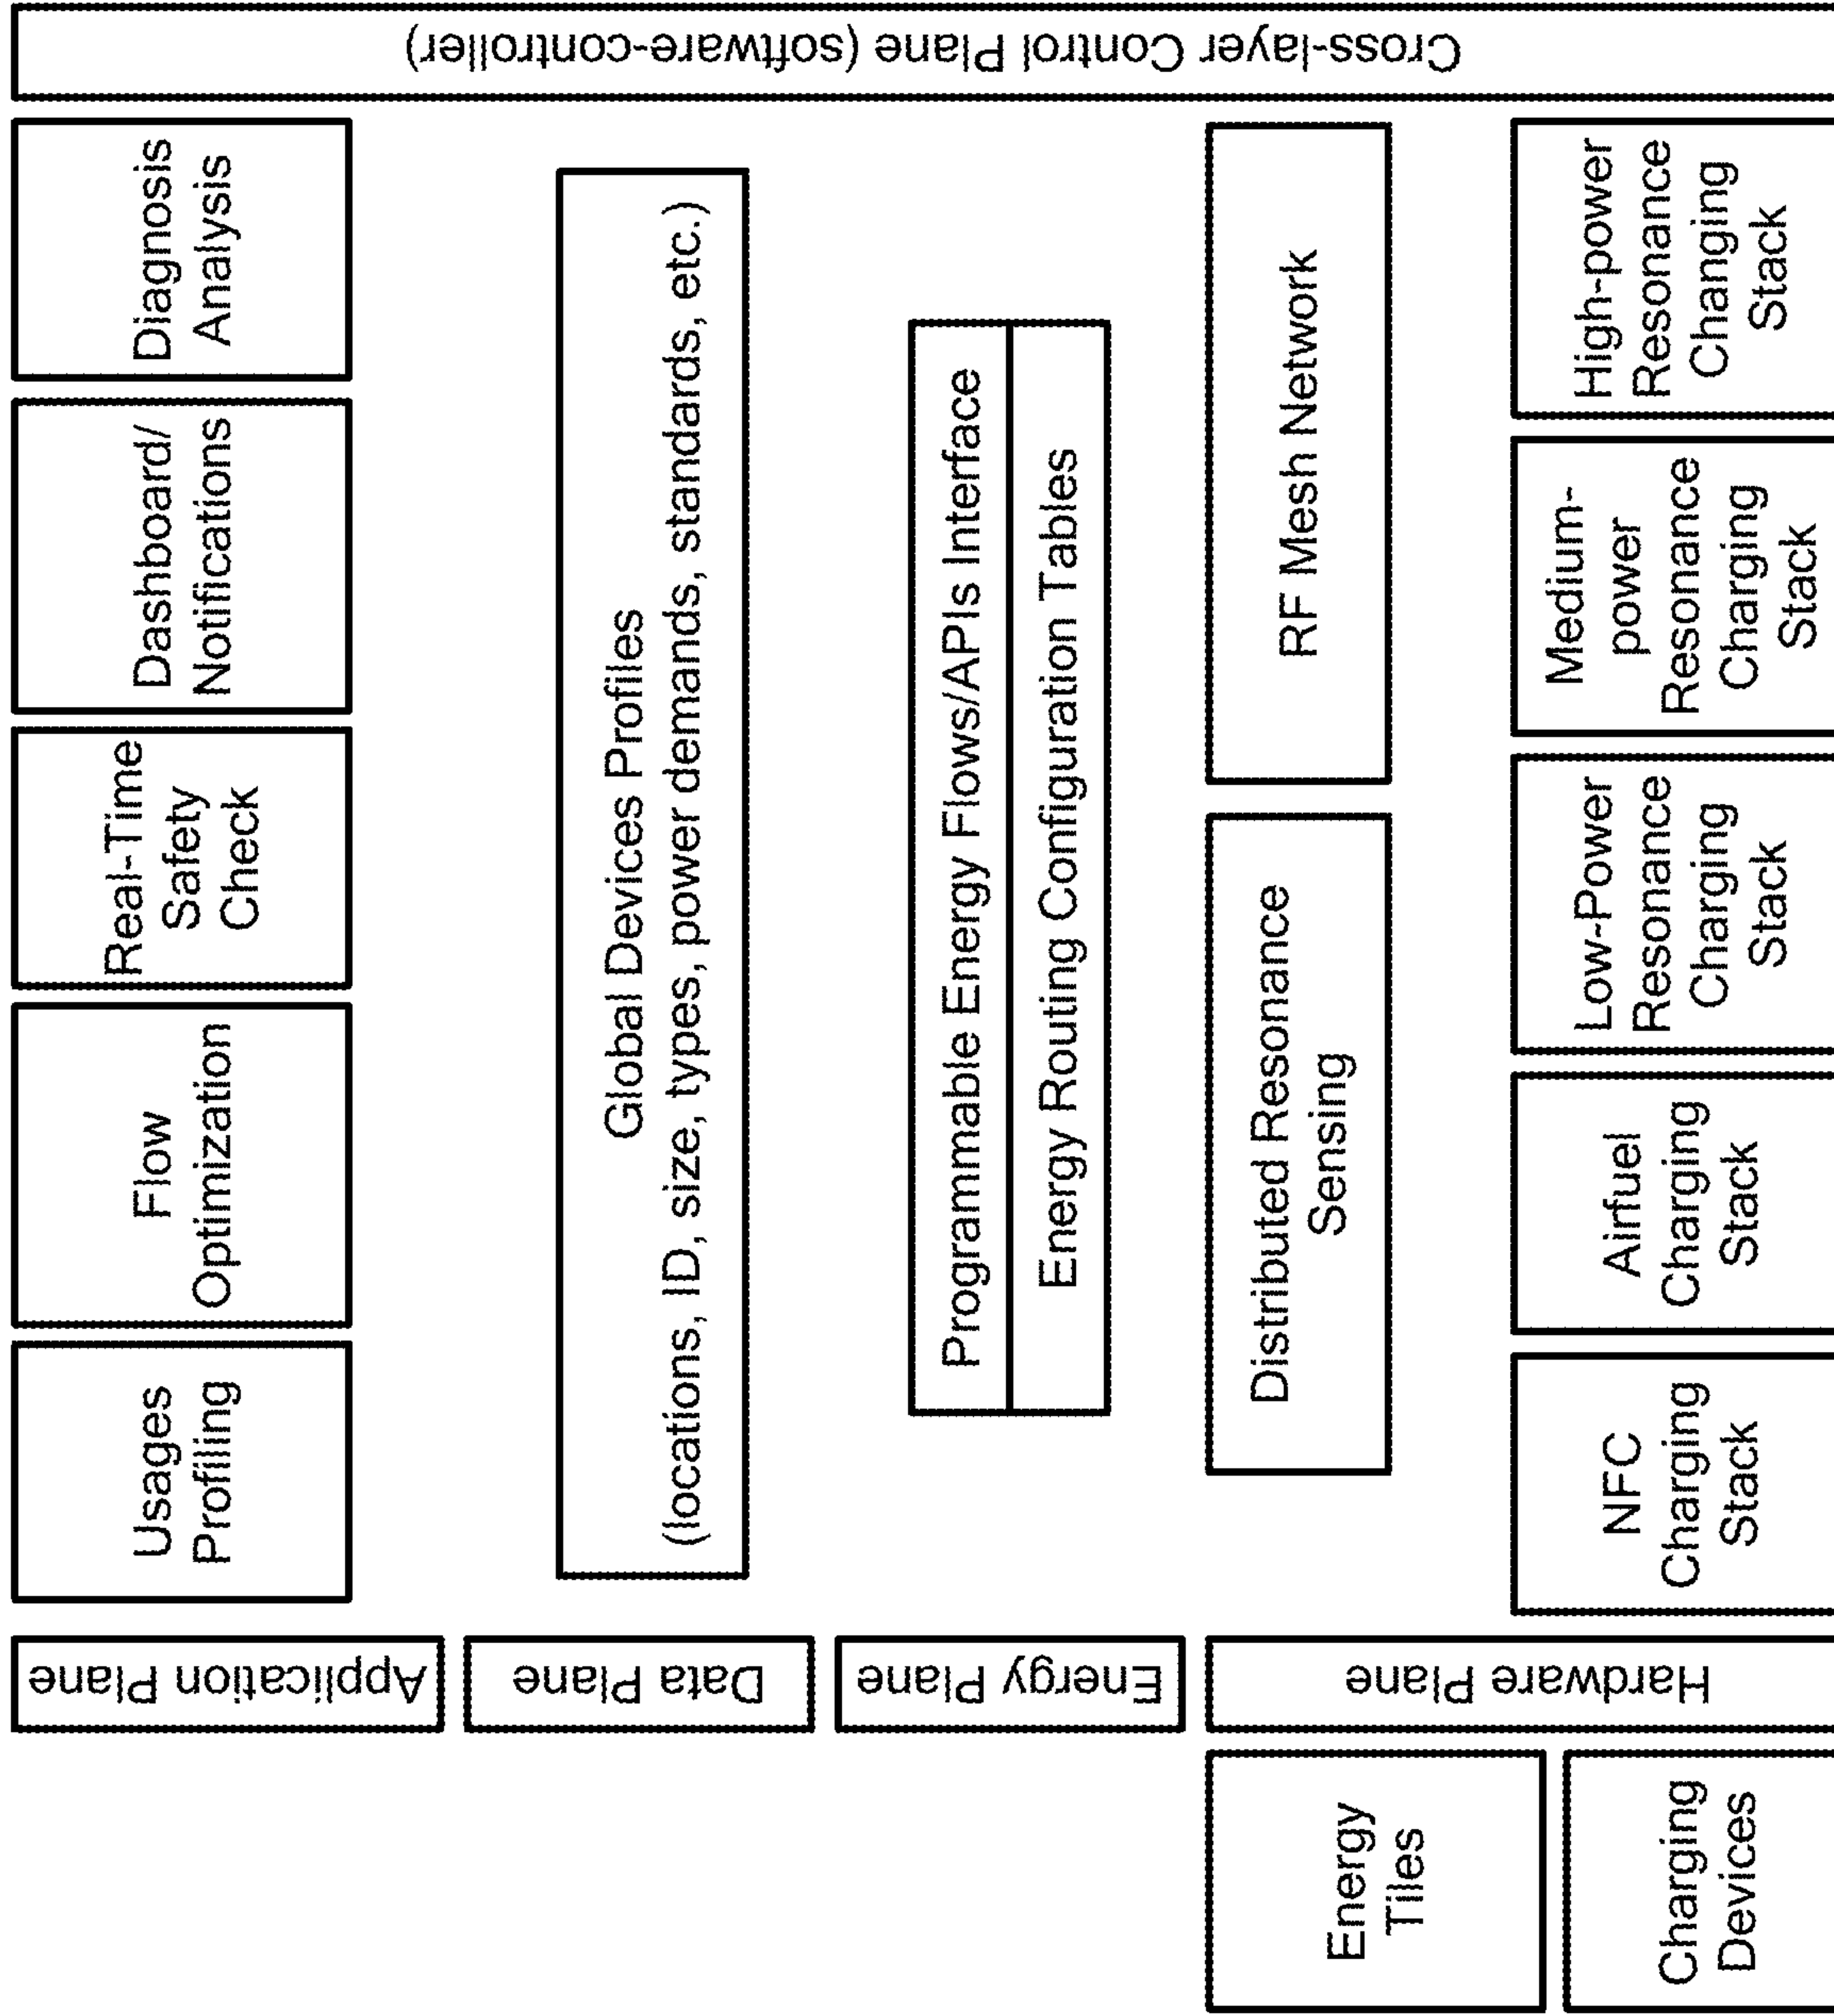 Application Plane
Usages
Profiling
Flow
Optimization
Real-Time
Safety
Check
Dashboard/
Notifications
Diagnosis
Analysis
Data Plane
Global Devices Profiles
(locations, ID, size, types, power demands, standards, etc.)
Energy Plane
Programmable Energy Flows/APIs Interface
Energy Routing Configuration Tables
Energy
Tiles
Charging
Devices
Hardware Plane
Distributed Resonance
Sensing
RF Mesh Network
NFC
Charging
Stack
Airfuel
Charging
Stack
Low-Power
Resonance
Charging
Stack
Medium-
power
Resonance
Charging
Stack
High-power
Resonance
Changing
Stack
Cross-layer Control Plane (software-controller)